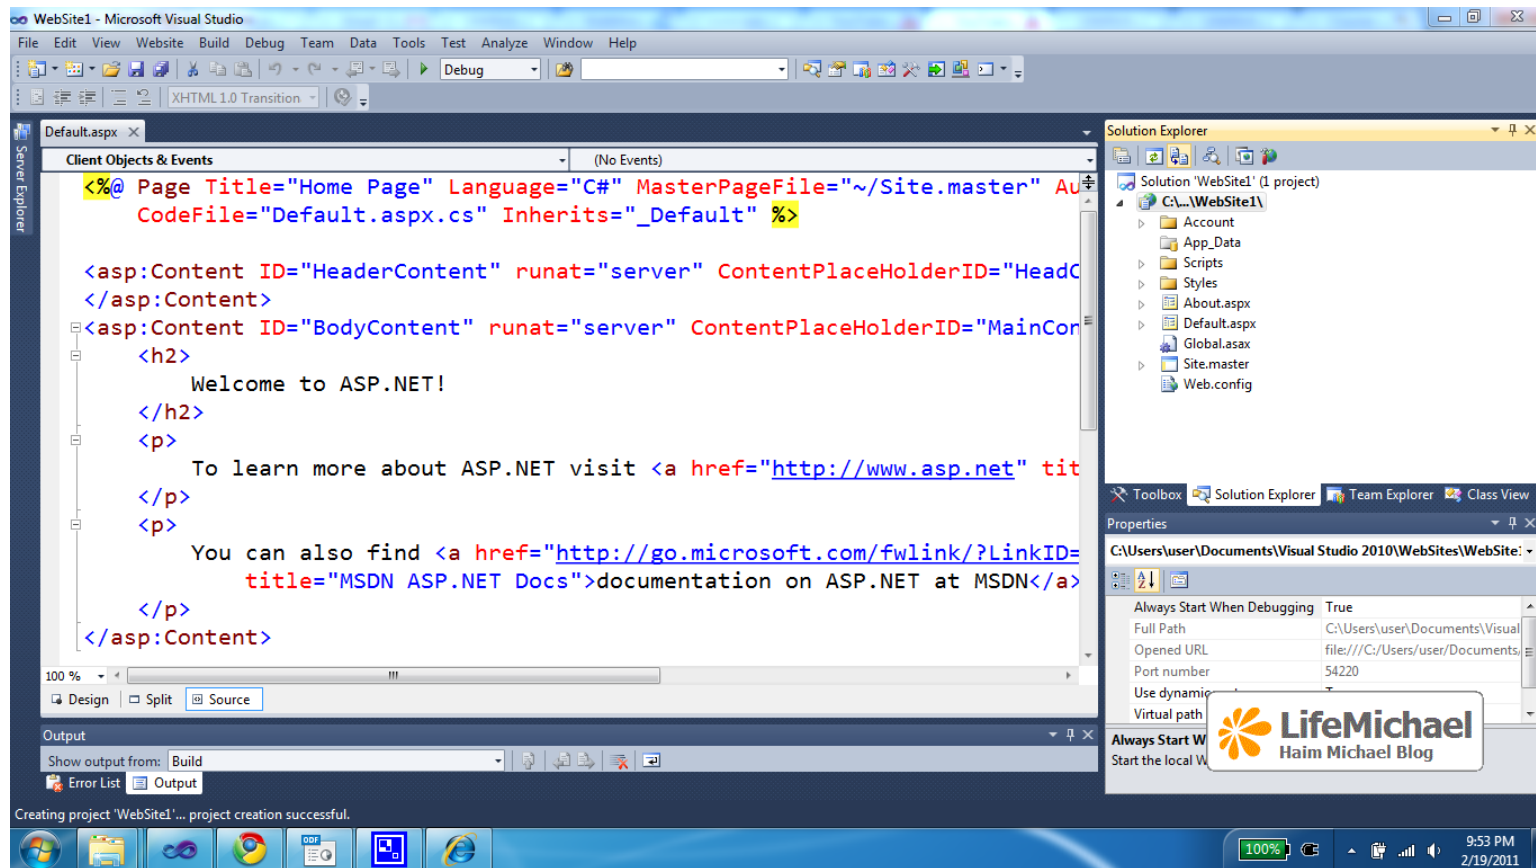 WebSite1 - Microsoft Visual Studio
File Edit View Website Build Debug Team Data Tools Test Analyze Window Help
Debug
XHTML 1.0 Transition
Server Explorer
Default.aspx
Client Objects & Events (No Events)
<%@ Page Title="Home Page" Language="C#" MasterPageFile="~/Site.master" Au
CodeFile="Default.aspx.cs" Inherits="_Default" %>
<asp:Content ID="HeaderContent" runat="server" ContentPlaceHolderID="HeadC
</asp:Content>
<asp:Content ID="BodyContent" runat="server" ContentPlaceHolderID="MainCon
<h2>
Welcome to ASP.NET!
</h2>
<p>
To learn more about ASP.NET visit <a href="http://www.asp.net" tit
</p>
<p>
You can also find <a href="http://go.microsoft.com/fwlink/?LinkID=
title="MSDN ASP.NET Docs">documentation on ASP.NET at MSDN</a>
</p>
</asp:Content>
100 %
Design Split Source
Output
Show output from: Build
Error List Output
Solution Explorer
Solution 'WebSite1' (1 project)
C:\...\WebSite1\
Account
App_Data
Scripts
Styles
About.aspx
Default.aspx
Global.asax
Site.master
Web.config
Toolbox Solution Explorer Team Explorer Class View
Properties
C:\Users\user\Documents\Visual Studio 2010\WebSites\WebSite1
Always Start When Debugging True
Full Path C:\Users\user\Documents\Visual
Opened URL file:///C:/Users/user/Documents/
Port number 54220
Use dynamic
Virtual path
Always Start W
Start the local W
LifeMichael
Haim Michael Blog
Creating project 'WebSite1'... project creation successful.
ODF
100%
9:53 PM
2/19/2011